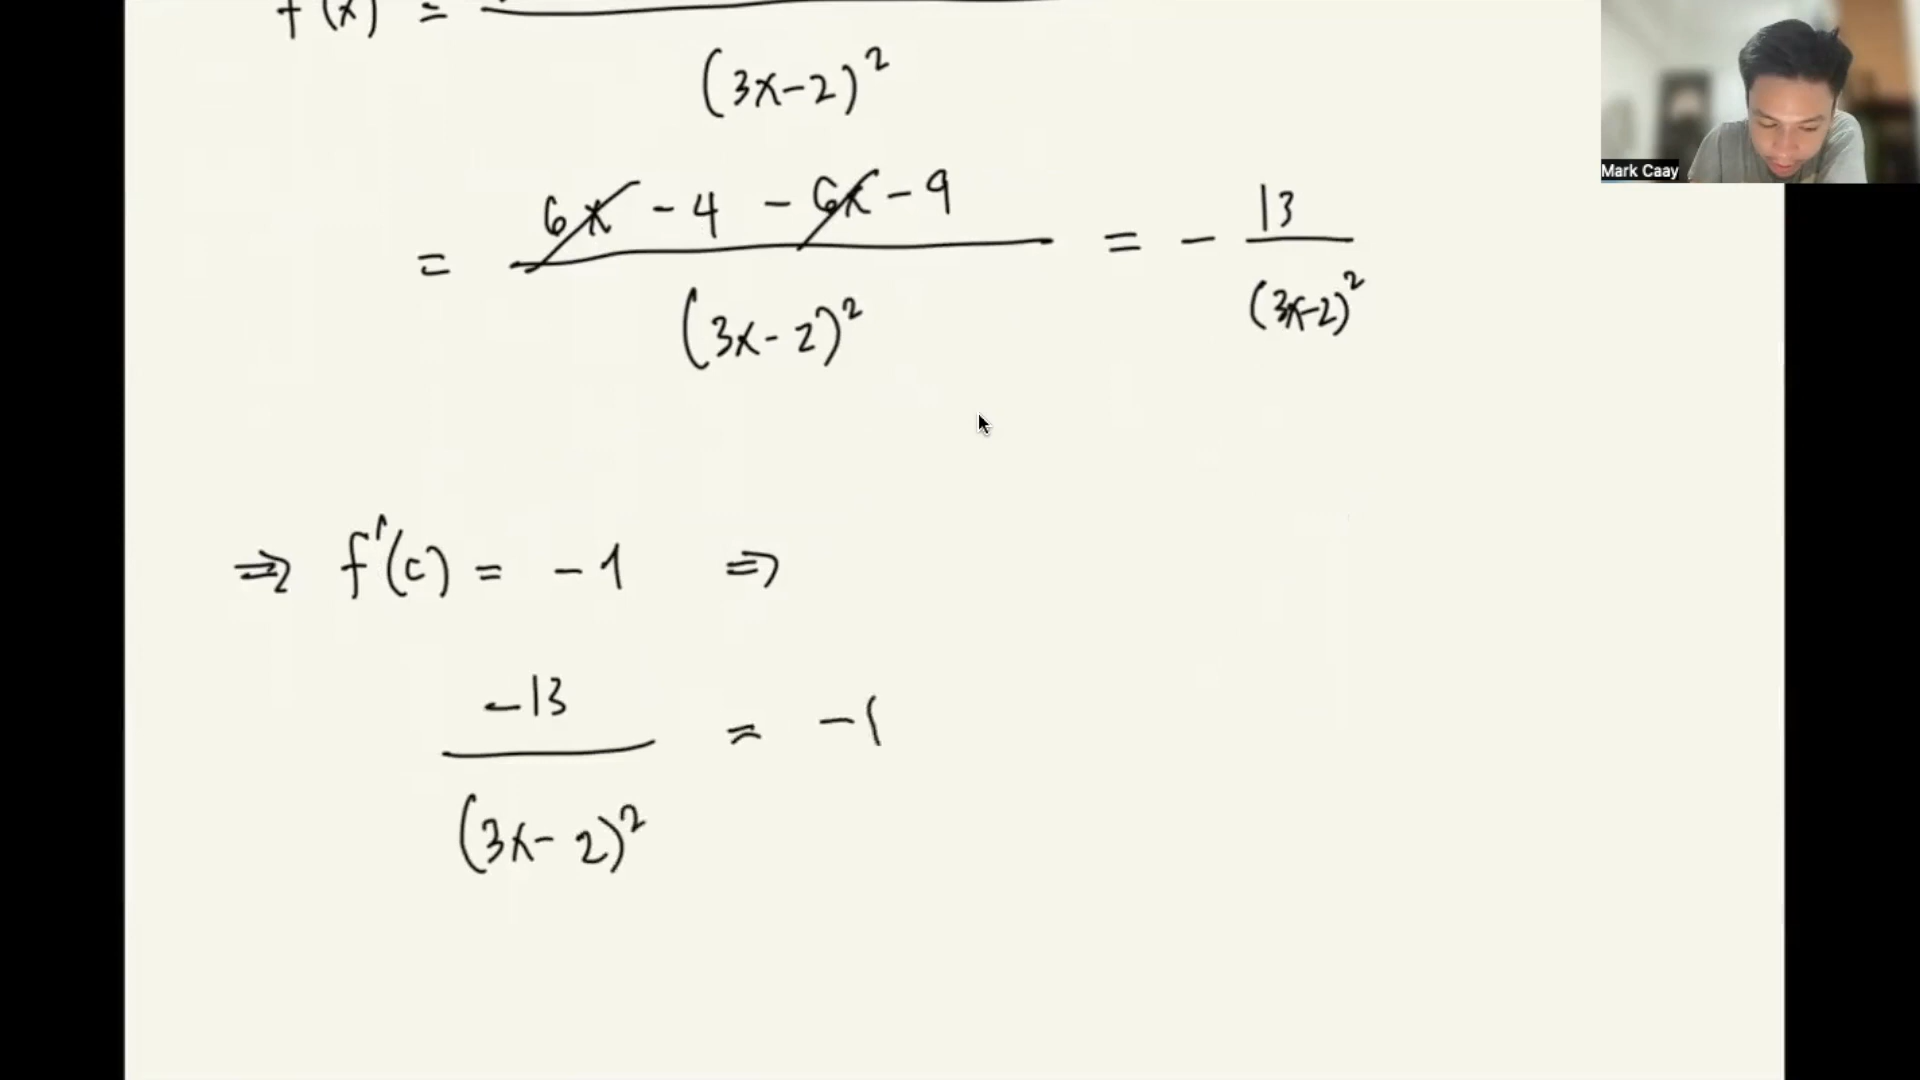 f'(x) =
(3x-2)²
Mark Caay
= 6x - 4 - 6x - 9 = - 13
(3x-2)² (3x-2)²
⇒ f'(c) = -1 ⇒
-13 = -1
(3x-2)²